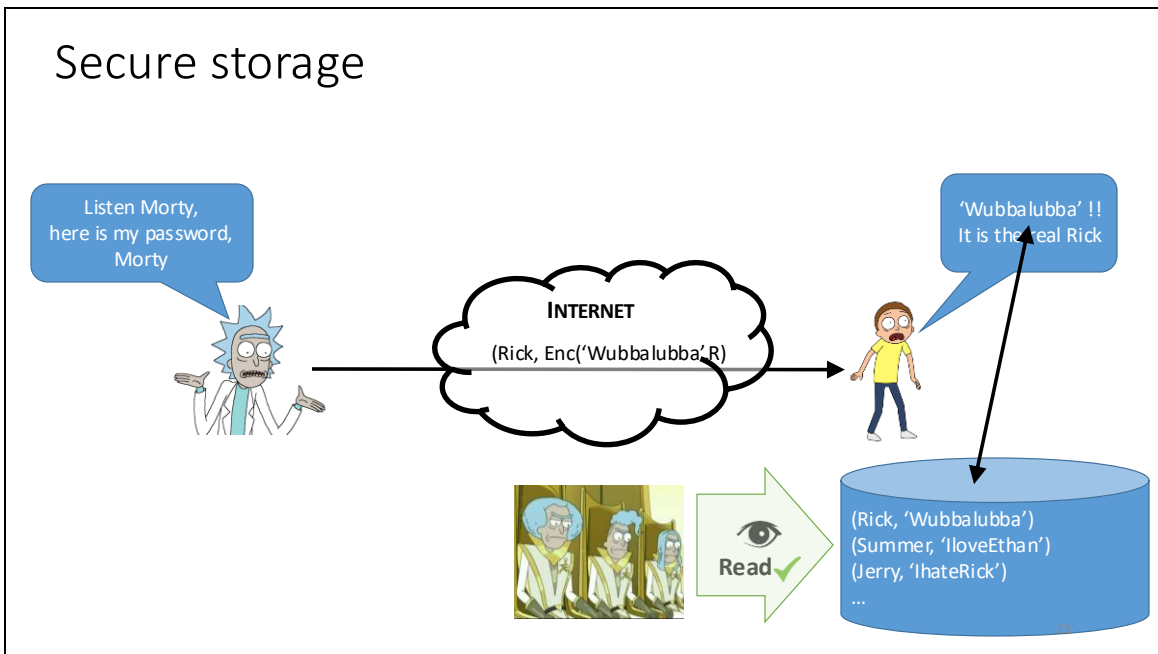 Secure storage
Listen Morty,
here is my password,
Morty
‘Wubbalubba’ !!
It is the real Rick
INTERNET
(Rick, Enc(‘Wubbalubba’,R)
Read
(Rick, ‘Wubbalubba’)
(Summer, ‘IloveEthan’)
(Jerry, ‘IhateRick’)
…